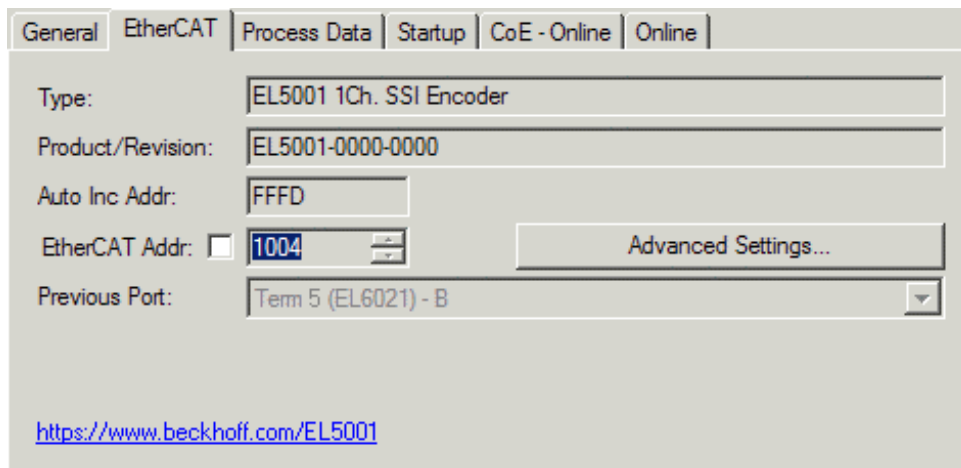 General EtherCAT Process Data Startup CoE - Online Online
Type: EL5001 1Ch. SSI Encoder
Product/Revision: EL5001-0000-0000
Auto Inc Addr: FFFD
EtherCAT Addr: 1004 Advanced Settings...
Previous Port: Term 5 (EL6021) - B
https://www.beckhoff.com/EL5001